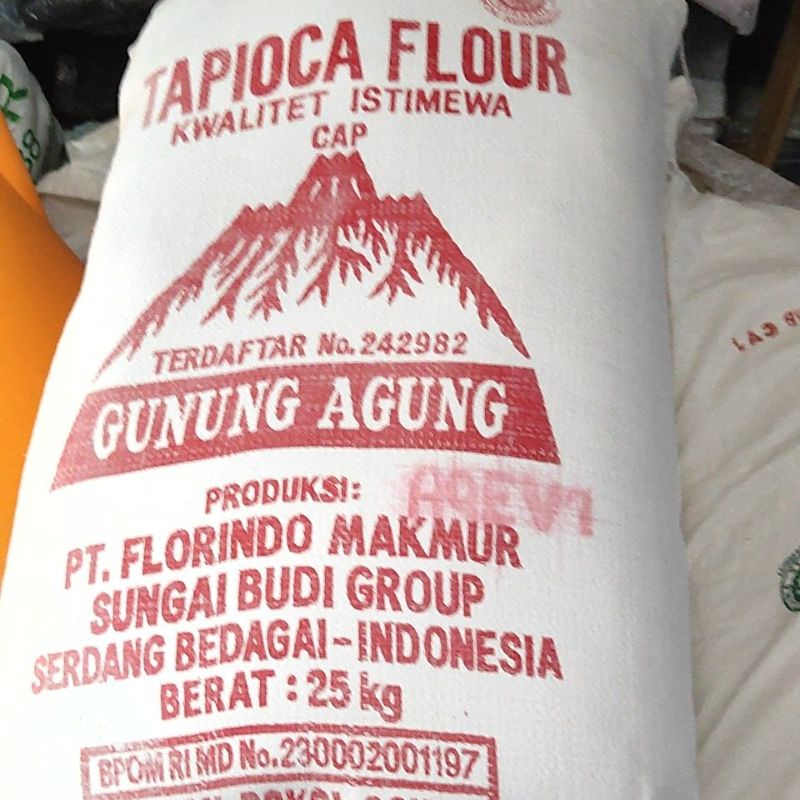 TAPIOCA FLOUR
KWALITET ISTIMEWA
CAP
TERDAFTAR No. 242982
GUNUNG AGUNG
PRODUKSI:
PT. FLORINDO MAKMUR
SUNGAI BUDI GROUP
SERDANG BEDAGAI - INDONESIA
BERAT : 25 kg
BPOM RI MD No. 230002001197